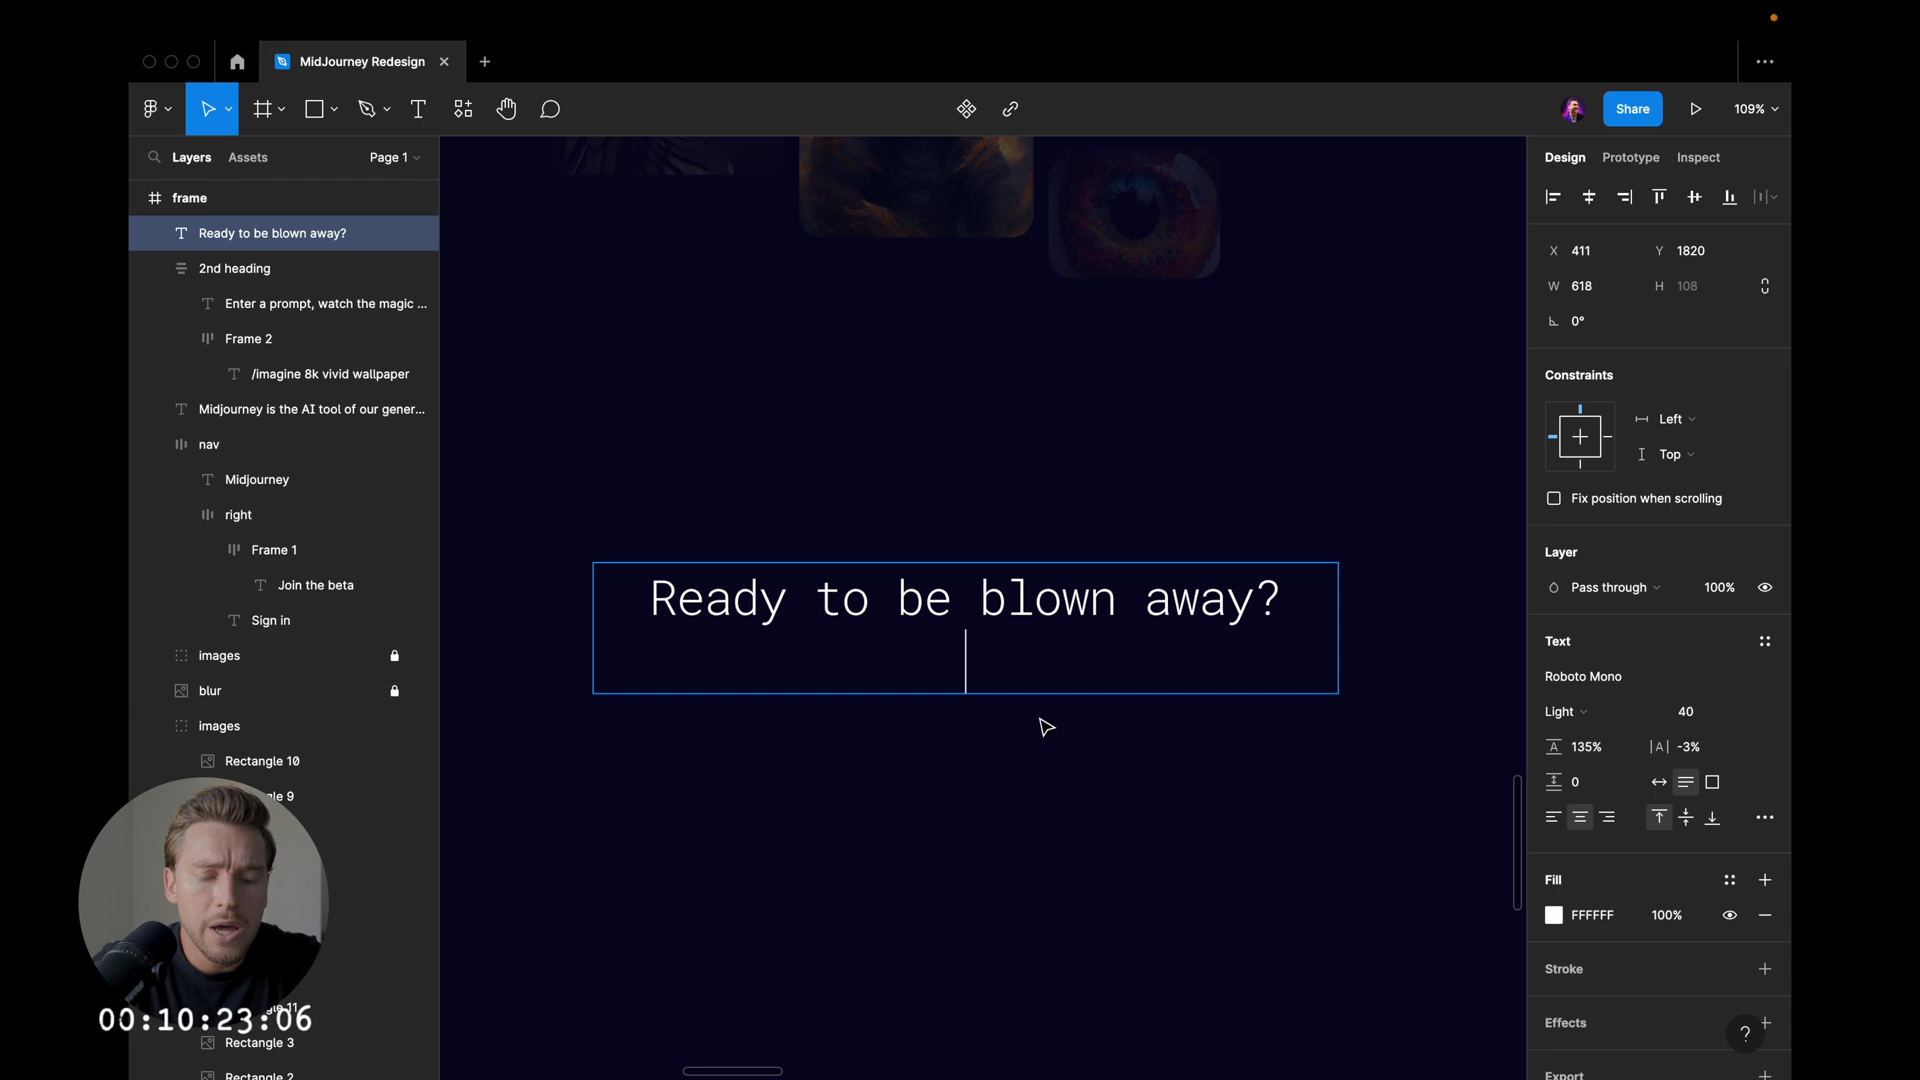 MidJourney Redesign
Share
109%
Layers
Assets
Page 1
frame
Ready to be blown away?
2nd heading
Enter a prompt, watch the magic ...
Frame 2
/imagine 8k vivid wallpaper
Midjourney is the AI tool of our gener...
nav
Midjourney
right
Frame 1
Join the beta
Sign in
images
blur
images
Rectangle 10
gle 9
gle 11
00:10:23:06
Rectangle 3
Rectangle 2
Ready to be blown away?
Design
Prototype
Inspect
X 411
Y 1820
W 618
H 108
0°
Constraints
Left
Top
Fix position when scrolling
Layer
Pass through
100%
Text
Roboto Mono
Light
40
135%
|A| -3%
0
Fill
FFFFFF
100%
Stroke
Effects
?
Export